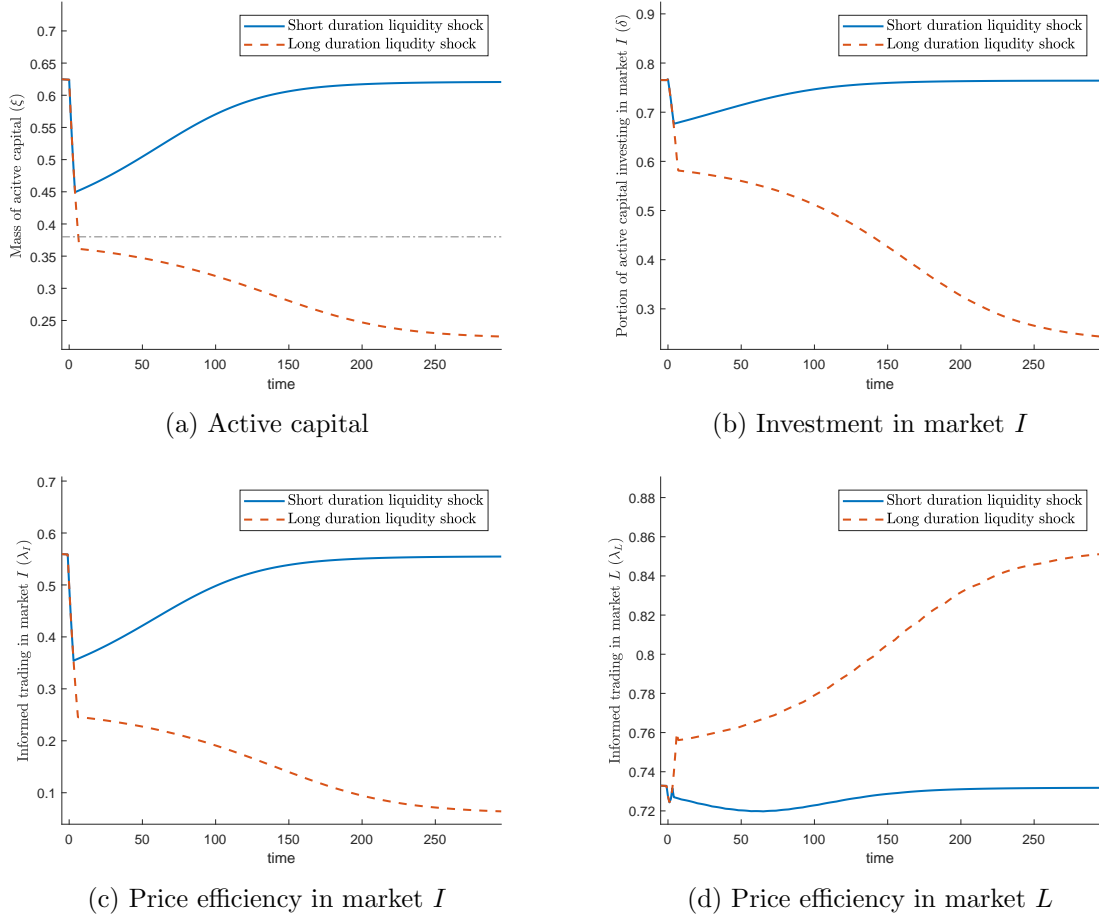 Short duration liquidity shock
Long duration liqudity shock
0.7
0.65
0.6
0.55
0.5
0.45
0.4
0.35
0.3
0.25
Mass of acitve capital (ξ)
0 50 100 150 200 250
time
(a) Active capital
Short duration liquidity shock
Long duration liqudity shock
0.9
0.8
0.7
0.6
0.5
0.4
0.3
Portion of active capital investing in market I (δ)
0 50 100 150 200 250
time
(b) Investment in market I
Short duration liquidity shock
Long duration liqudity shock
0.7
0.6
0.5
0.4
0.3
0.2
0.1
Informed trading in market I (λ_I)
0 50 100 150 200 250
time
(c) Price efficiency in market I
Short duration liquidity shock
Long duration liqudity shock
0.88
0.86
0.84
0.82
0.8
0.78
0.76
0.74
0.72
Informed trading in market L (λ_L)
0 50 100 150 200 250
time
(d) Price efficiency in market L